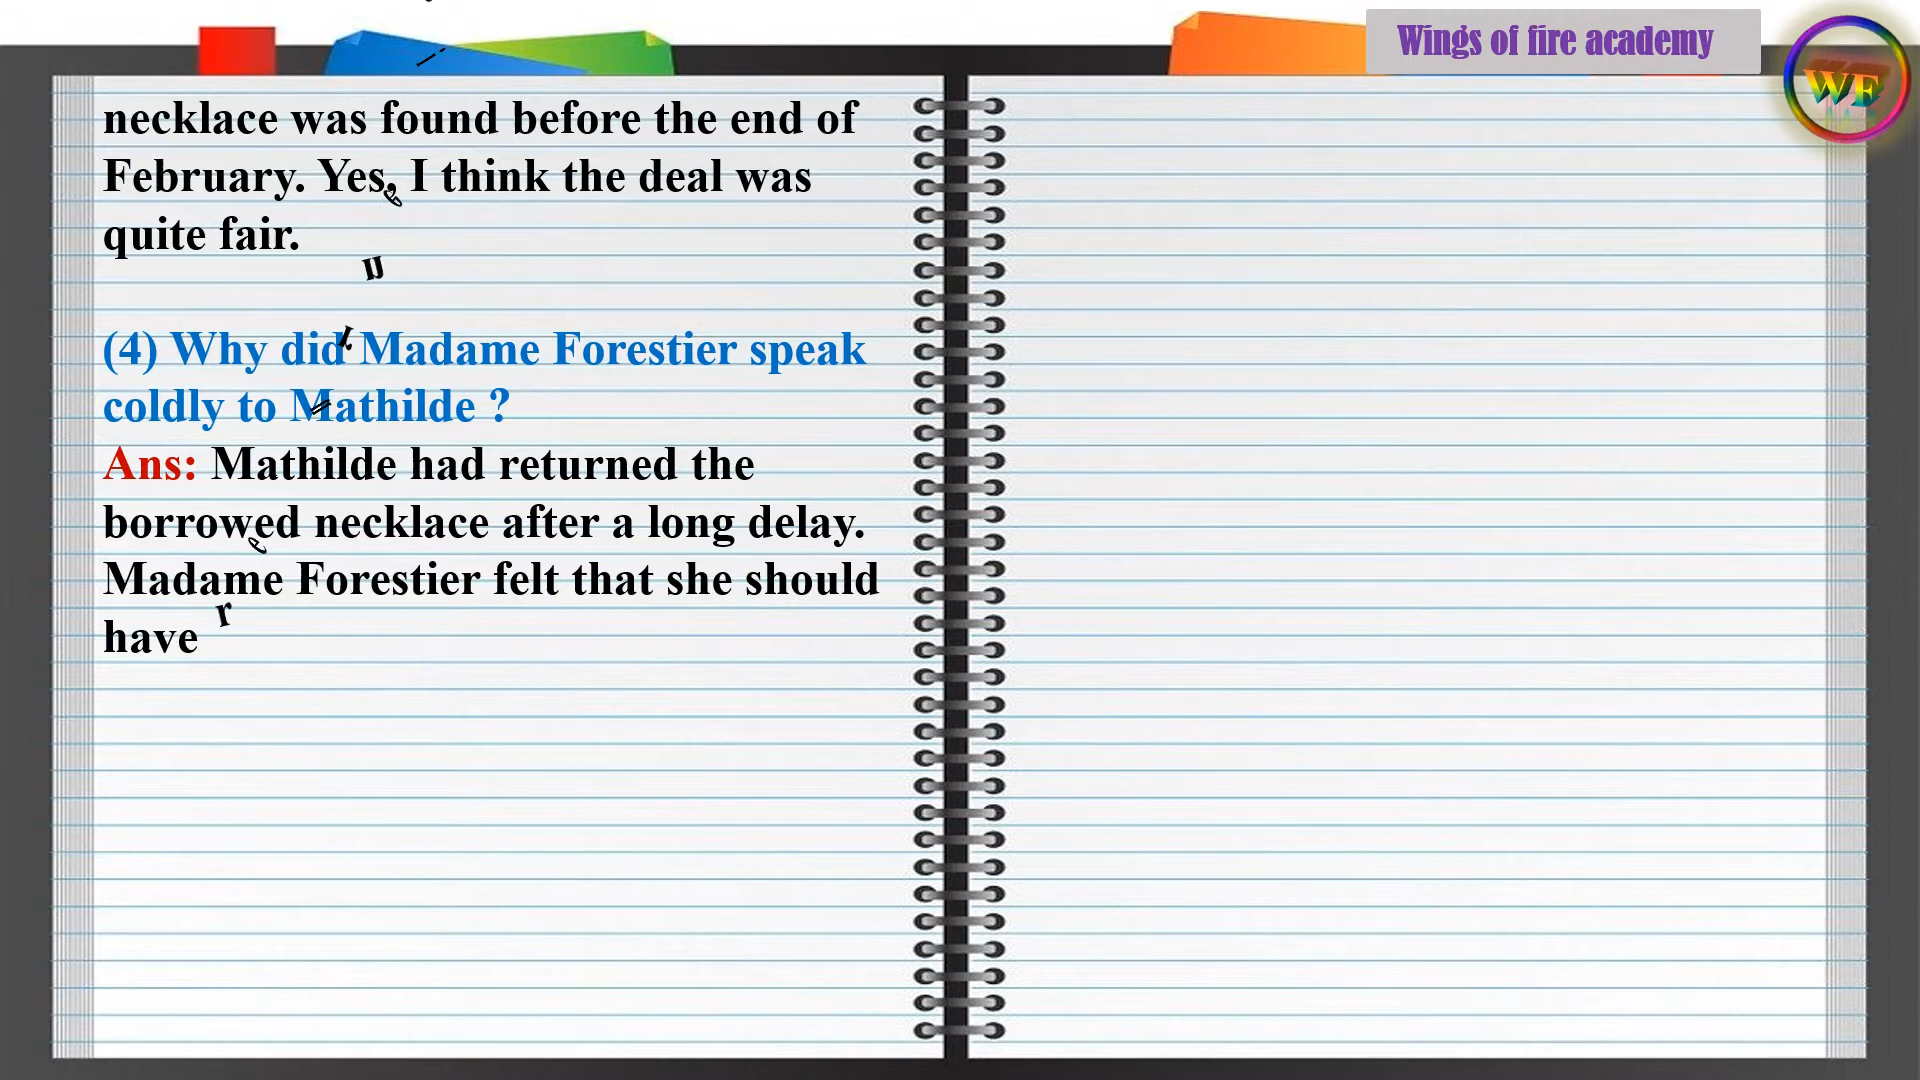 Wings of fire academy
WE
necklace was found before the end of
February. Yes, I think the deal was
quite fair.
(4) Why did Madame Forestier speak
coldly to Mathilde ?
Ans: Mathilde had returned the
borrowed necklace after a long delay.
Madame Forestier felt that she should
have r